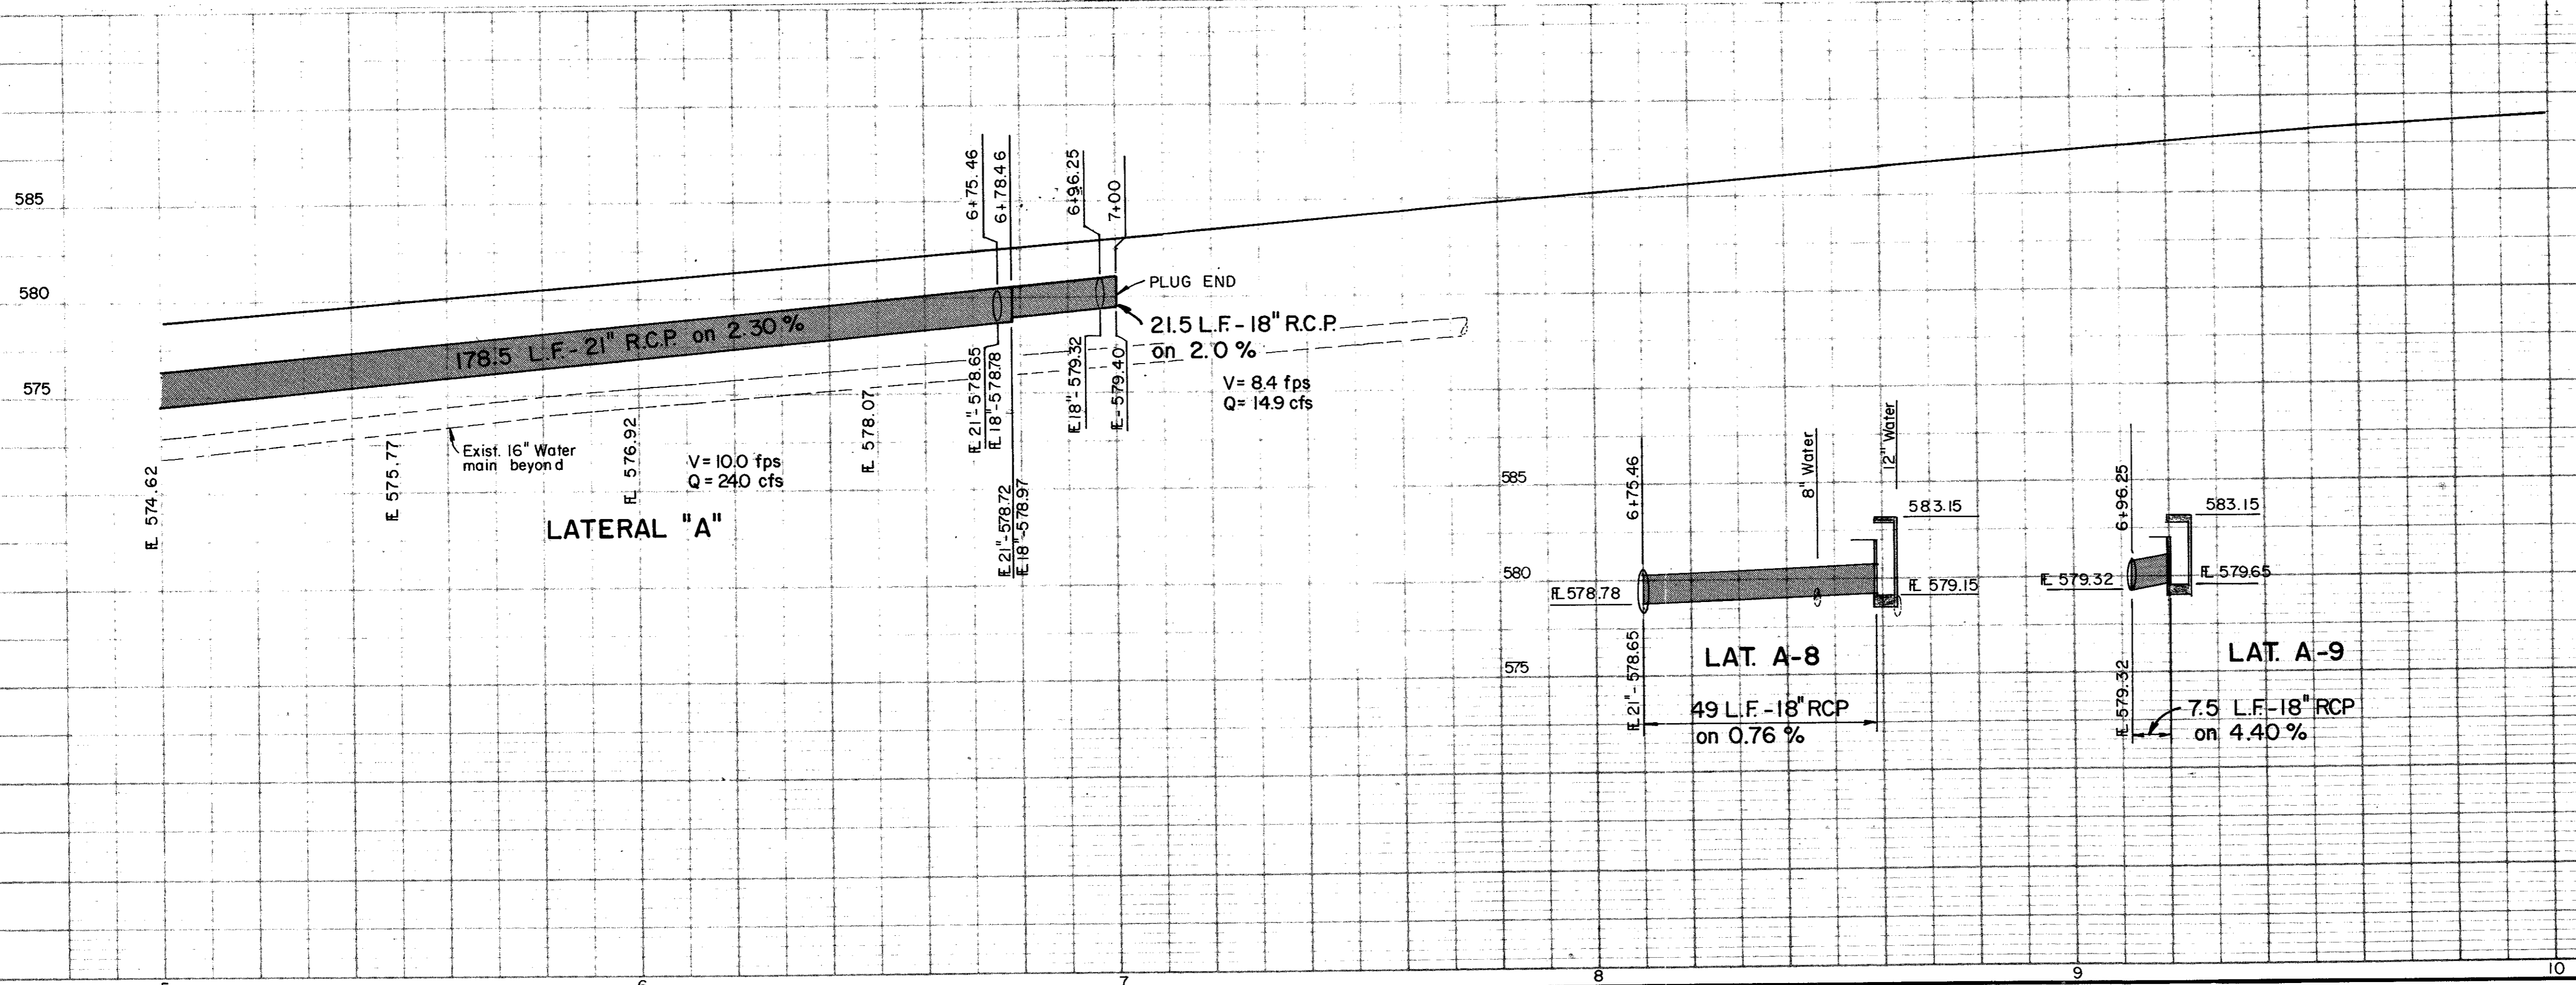 585
580
575
6+75.46
6+78.46
6+96.25
7+00
PLUG END
21.5 L.F. - 18" R.C.P.
on 2.0 %
V = 8.4 fps
Q = 14.9 cfs
178.5 L.F. - 21" R.C.P. on 2.30 %
Exist. 16" Water
main beyond
V = 10.0 fps
Q = 24.0 cfs
FL 574.62
FL 575.77
FL 576.92
FL 578.07
FL 21" - 578.65
FL 18" - 578.78
FL 21" - 578.72
FL 18" - 578.97
FL 18" - 579.32
FL - 579.40
LATERAL "A"
585
580
575
6+75.46
8" Water
12" Water
583.15
FL 578.78
FL 579.15
FL 21" - 578.65
LAT. A-8
49 L.F. - 18" RCP
on 0.76 %
6+96.25
583.15
FL 579.32
FL 579.65
FL 579.32
LAT. A-9
7.5 L.F. - 18" RCP
on 4.40 %
5 6 7 8 9 10